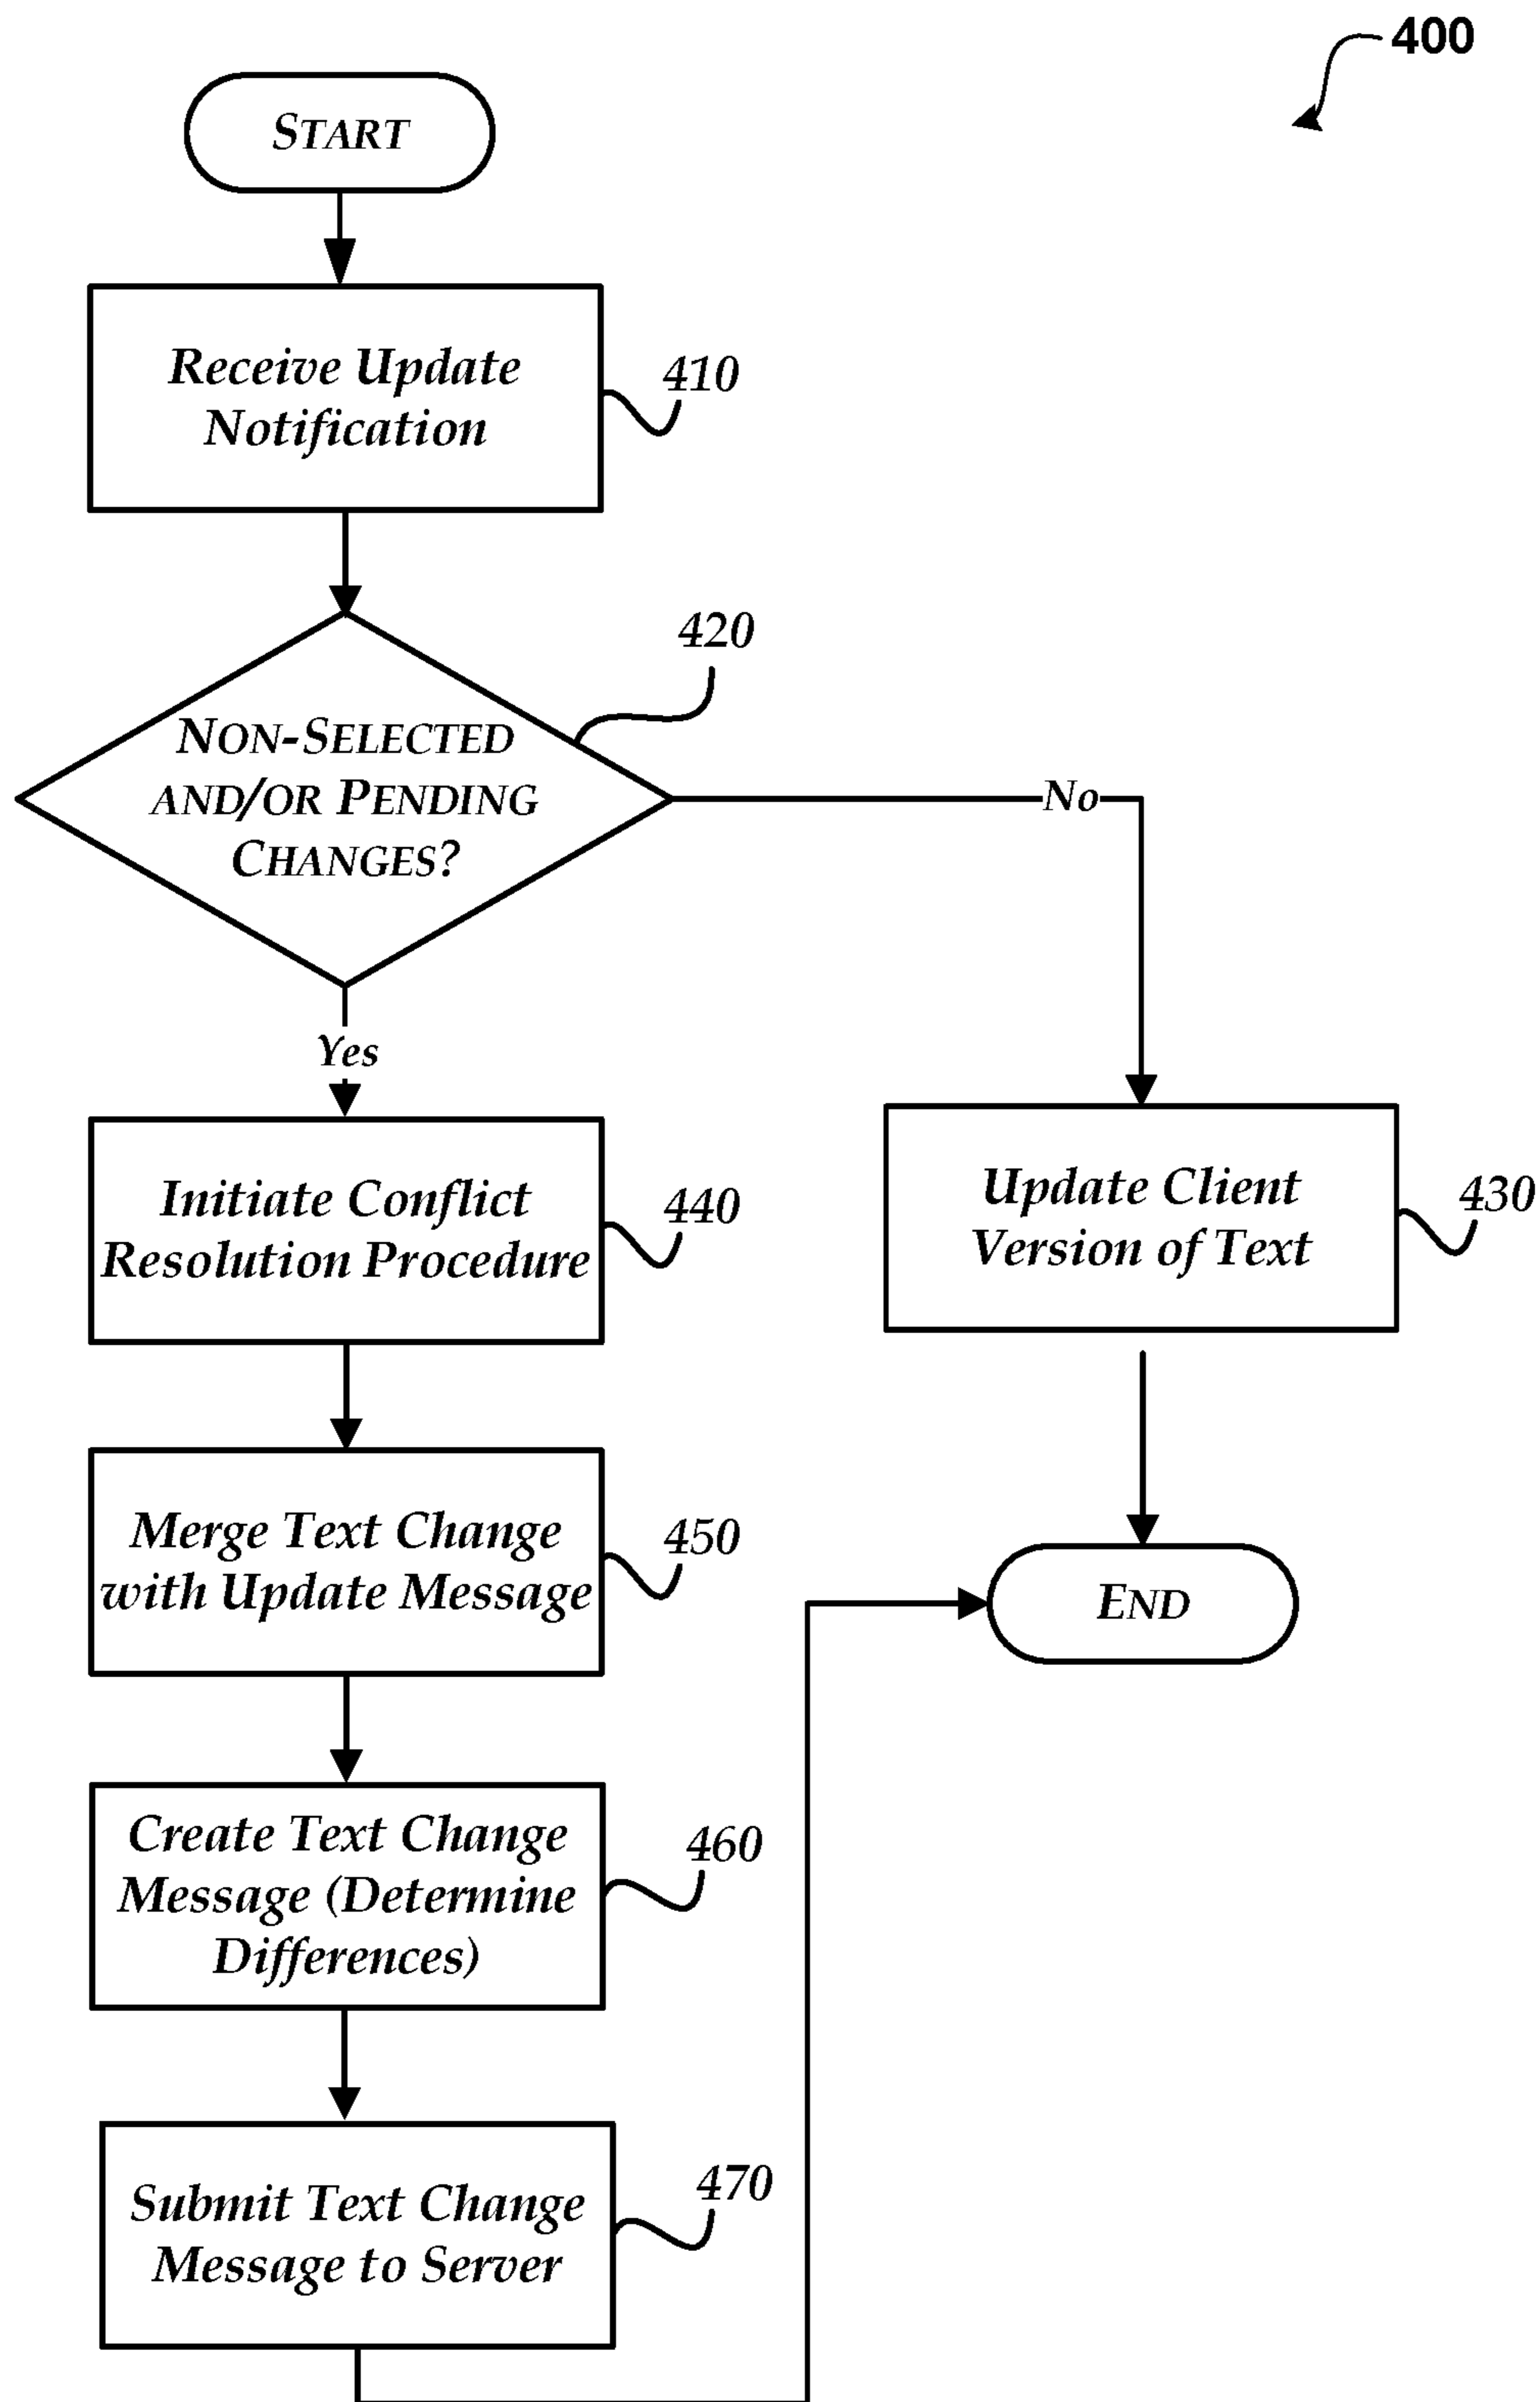 400
START
Receive Update
Notification
410
420
NON-SELECTED
AND/OR PENDING
CHANGES?
No
Yes
Initiate Conflict
Resolution Procedure
440
Update Client
Version of Text
430
Merge Text Change
with Update Message
450
END
Create Text Change
Message (Determine
Differences)
460
Submit Text Change
Message to Server
470